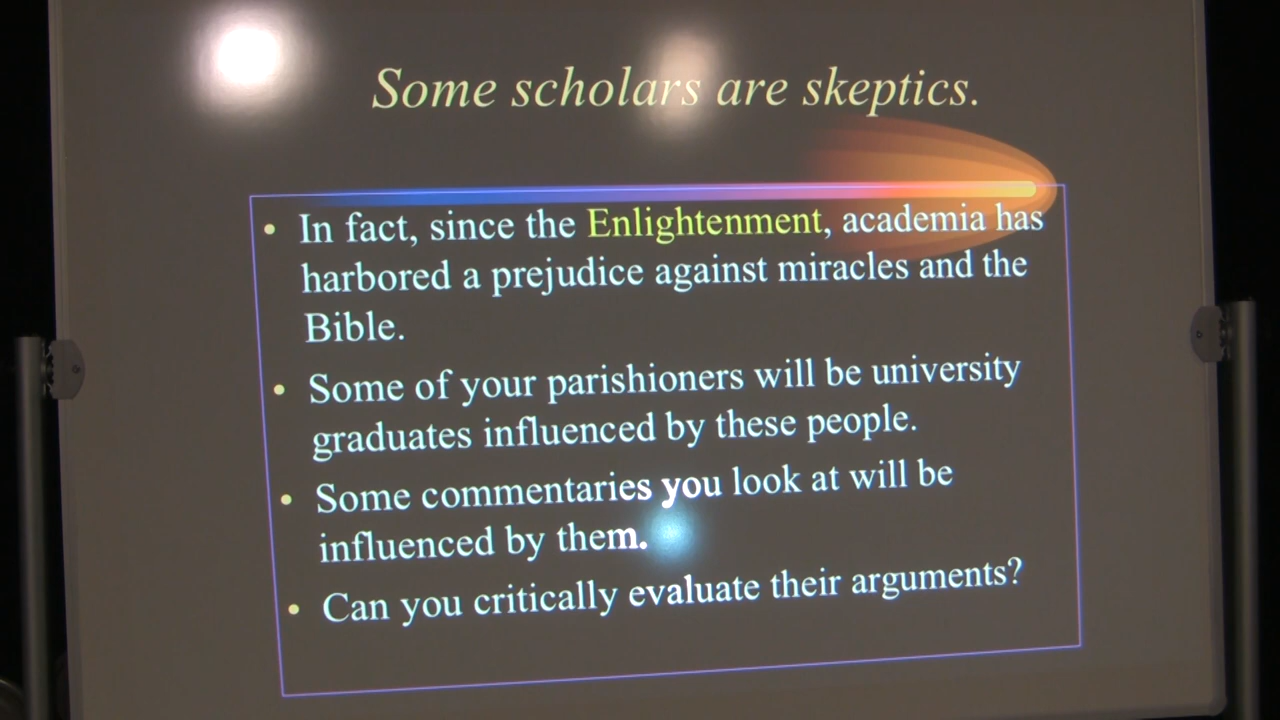 Some scholars are skeptics.
• In fact, since the Enlightenment, academia has
harbored a prejudice against miracles and the
Bible.
• Some of your parishioners will be university
graduates influenced by these people.
• Some commentaries you look at will be
influenced by them.
• Can you critically evaluate their arguments?